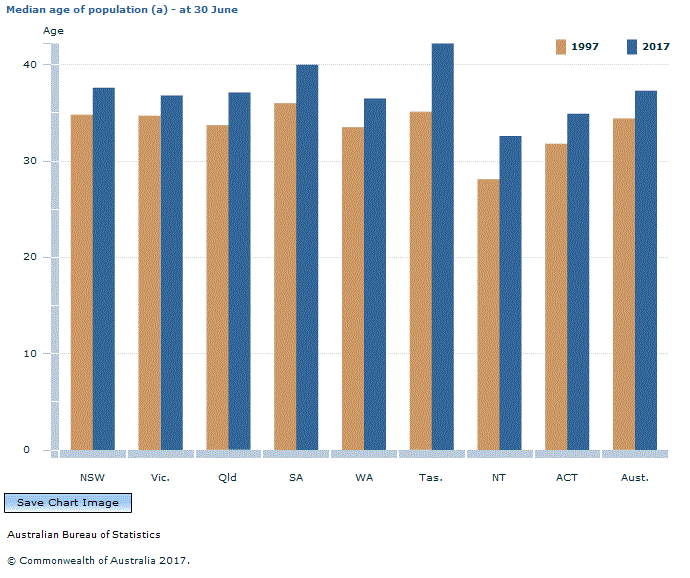 Median age of population (a) - at 30 June
Age
1997 2017
40
30
20
10
0
NSW Vic. Qld SA WA Tas. NT ACT Aust.
Save Chart Image
Australian Bureau of Statistics
© Commonwealth of Australia 2017.